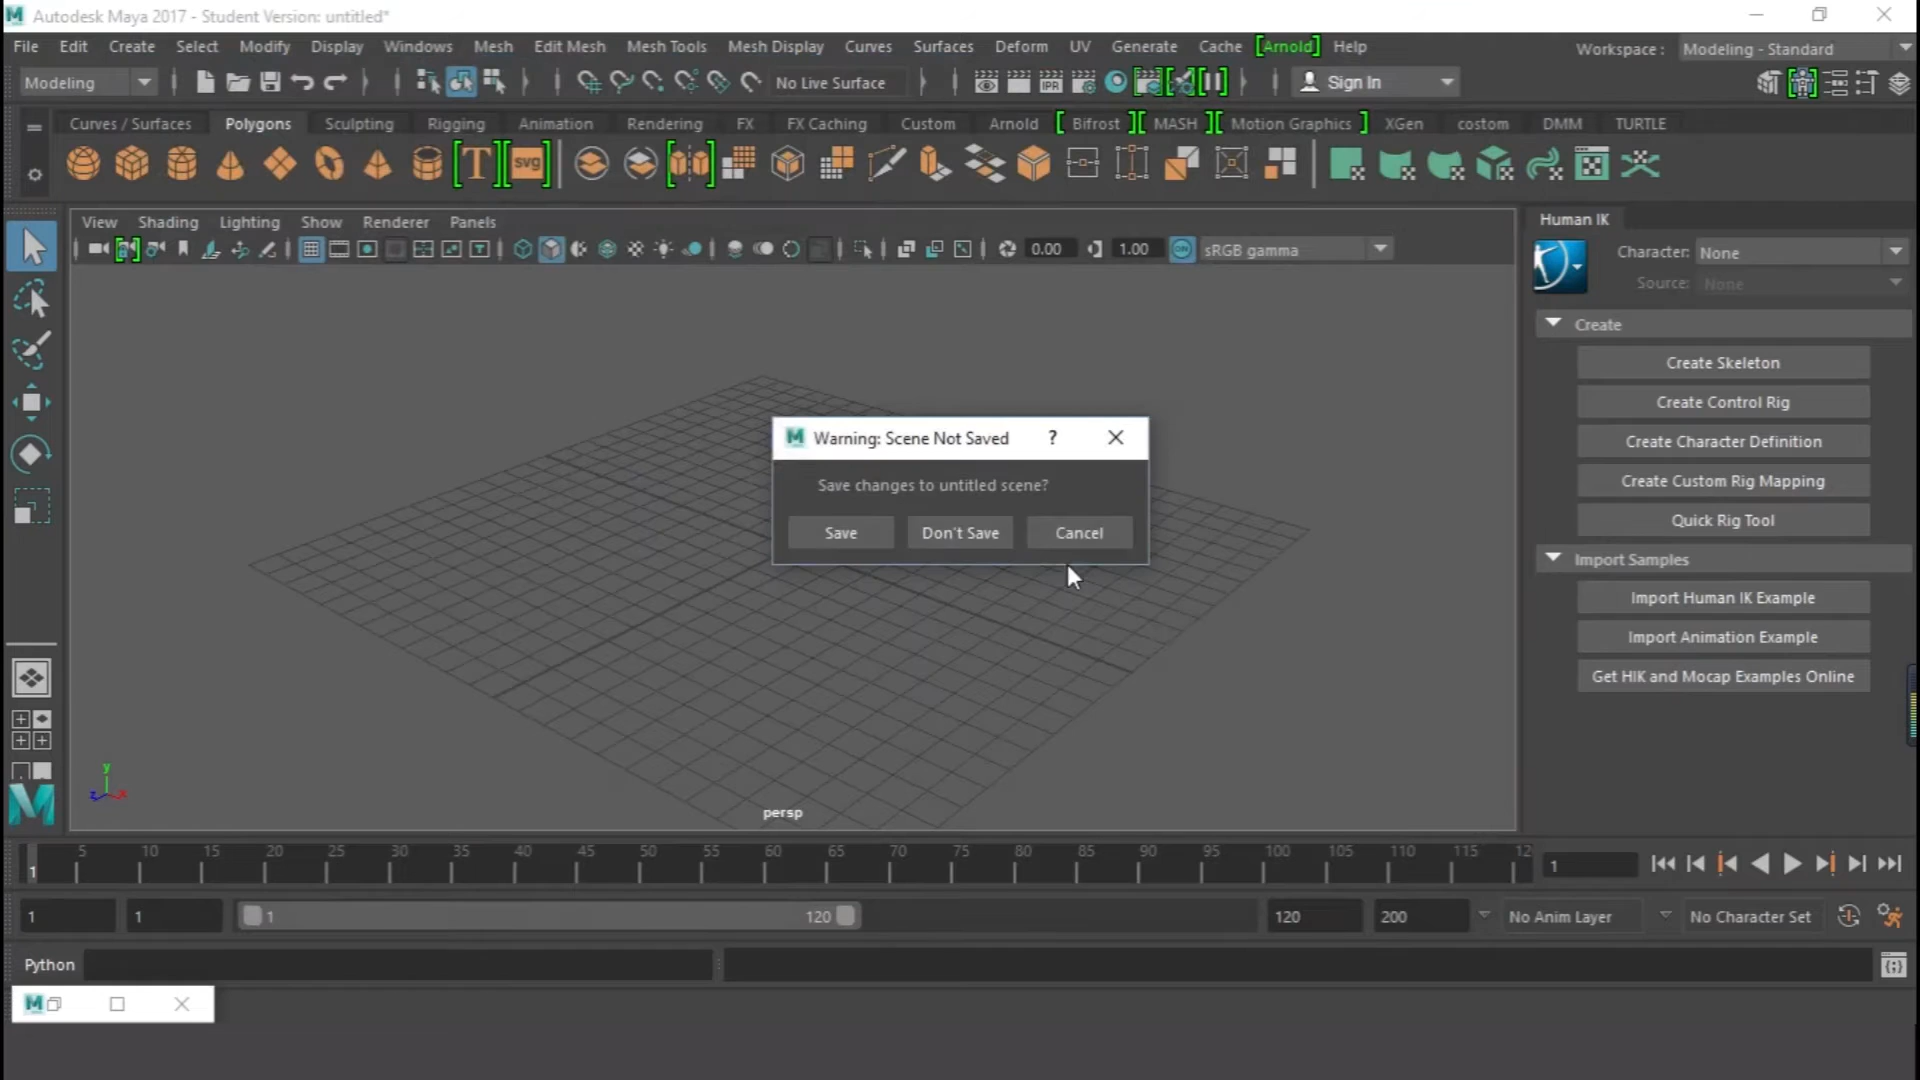 Autodesk Maya 2017 - Student Version: untitled*
File Edit Create Select Modify Display Windows Mesh Edit Mesh Mesh Tools Mesh Display Curves Surfaces Deform UV Generate Cache [Arnold] Help Workspace : Modeling - Standard
Modeling No Live Surface IPR Sign In
Curves / Surfaces Polygons Sculpting Rigging Animation Rendering FX FX Caching Custom Arnold [ Bifrost ][ MASH ][ Motion Graphics ] XGen costom DMM TURTLE
T svg
View Shading Lighting Show Renderer Panels
0.00 1.00 ON sRGB gamma
Human IK
Character: None
Source: None
Create
Create Skeleton
Create Control Rig
Create Character Definition
Create Custom Rig Mapping
Quick Rig Tool
Import Samples
Import Human IK Example
Import Animation Example
Get HIK and Mocap Examples Online
Warning: Scene Not Saved ?
Save changes to untitled scene?
Save Don't Save Cancel
y
z x
persp
5 10 15 20 25 30 35 40 45 50 55 60 65 70 75 80 85 90 95 100 105 110 115 12
1 1
1 1 1 120 120 200 No Anim Layer No Character Set
Python